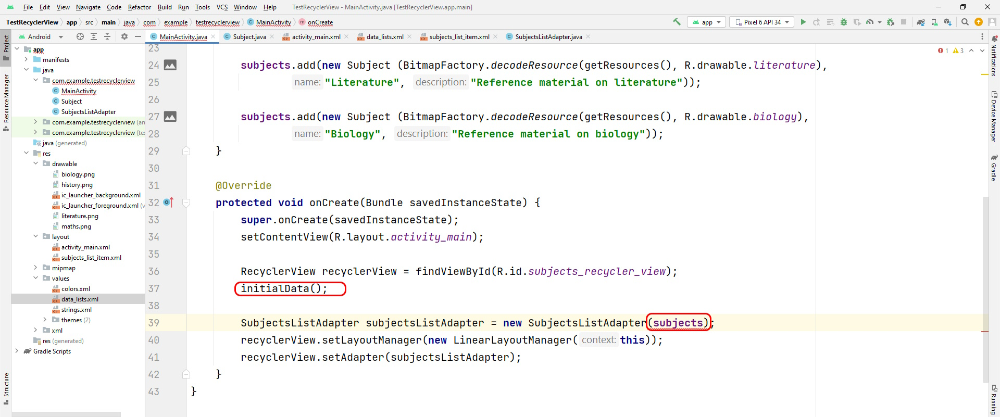 File Edit View Navigate Code Refactor Build Run Tools VCS Window Help TestRecyclerView - MainActivity.java [TestRecyclerView.app.main]
TestRecyclerView app src main java com example testrecyclerview MainActivity onCreate app Pixel 6 API 34
Project
Resource Manager
Structure
Android
app
manifests
java
com.example.testrecyclerview
MainActivity
Subject
SubjectsListAdapter
com.example.testrecyclerview (an
com.example.testrecyclerview (te
java (generated)
res
drawable
biology.png
history.png
ic_launcher_background.xml
ic_launcher_foreground.xml (v
literature.png
maths.png
layout
activity_main.xml
subjects_list_item.xml
mipmap
values
colors.xml
data_lists.xml
strings.xml
themes (2)
xml
res (generated)
Gradle Scripts
MainActivity.java Subject.java activity_main.xml data_lists.xml subjects_list_item.xml SubjectsListAdapter.java
1 3
23
24 subjects.add(new Subject (BitmapFactory.decodeResource(getResources(), R.drawable.literature),
25 name: "Literature", description: "Reference material on literature"));
26
27 subjects.add(new Subject (BitmapFactory.decodeResource(getResources(), R.drawable.biology),
28 name: "Biology", description: "Reference material on biology"));
29 }
30
31 @Override
32 protected void onCreate(Bundle savedInstanceState) {
33 super.onCreate(savedInstanceState);
34 setContentView(R.layout.activity_main);
35
36 RecyclerView recyclerView = findViewById(R.id.subjects_recycler_view);
37 initialData();
38
39 SubjectsListAdapter subjectsListAdapter = new SubjectsListAdapter(subjects);
40 recyclerView.setLayoutManager(new LinearLayoutManager( context: this));
41 recyclerView.setAdapter(subjectsListAdapter);
42 }
43 }
Notifications
Device Manager
Gradle
Running